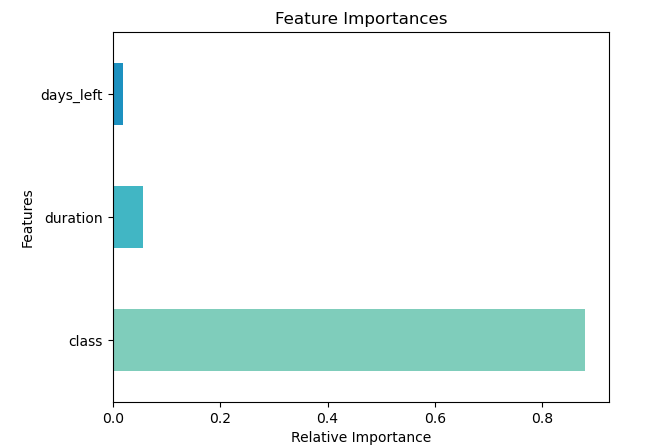 Feature Importances
days_left
duration
class
Features
0.0 0.2 0.4 0.6 0.8
Relative Importance